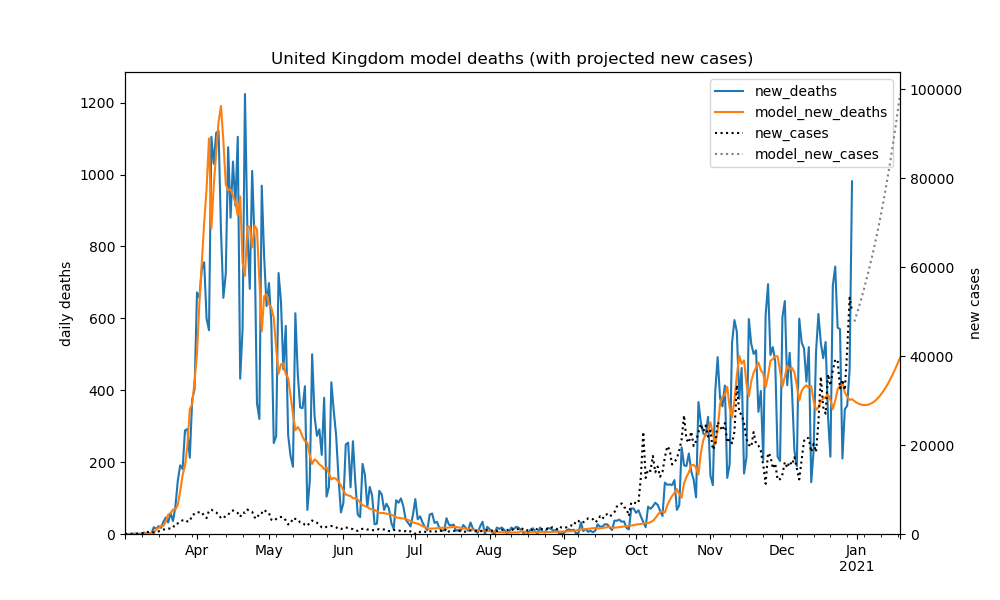 United Kingdom model deaths (with projected new cases)
new_deaths
model_new_deaths
new_cases
model_new_cases
daily deaths
1200
1000
800
600
400
200
0
100000
80000
60000
40000
20000
0
new cases
Apr May Jun Jul Aug Sep Oct Nov Dec Jan
2021